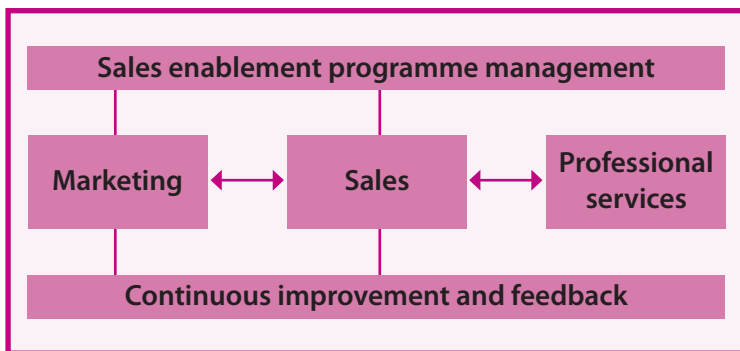 Sales enablement programme management
Marketing
Sales
Professional
services
Continuous improvement and feedback